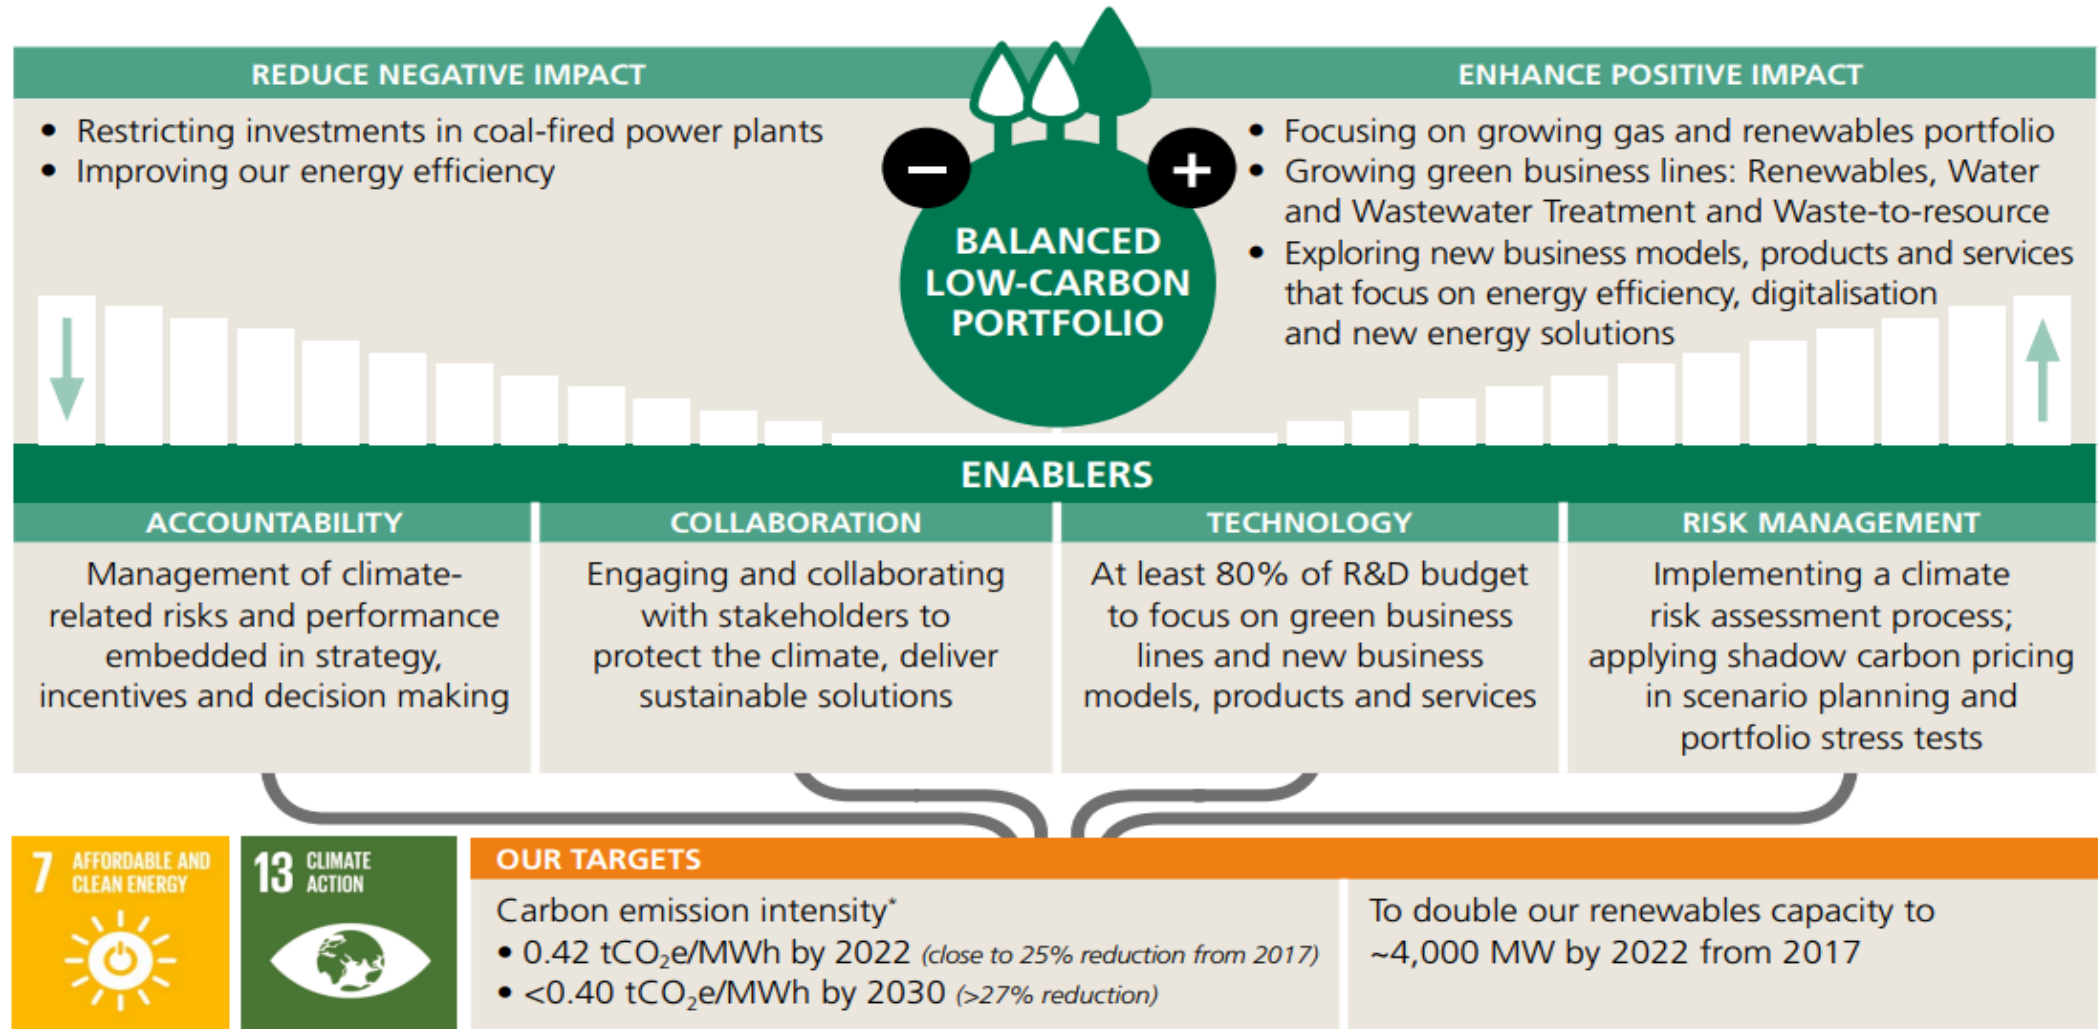 REDUCE NEGATIVE IMPACT
• Restricting investments in coal-fired power plants
• Improving our energy efficiency
−
+
BALANCED
LOW-CARBON
PORTFOLIO
ENHANCE POSITIVE IMPACT
• Focusing on growing gas and renewables portfolio
• Growing green business lines: Renewables, Water
and Wastewater Treatment and Waste-to-resource
• Exploring new business models, products and services
that focus on energy efficiency, digitalisation
and new energy solutions
ENABLERS
ACCOUNTABILITY
Management of climate-
related risks and performance
embedded in strategy,
incentives and decision making
COLLABORATION
Engaging and collaborating
with stakeholders to
protect the climate, deliver
sustainable solutions
TECHNOLOGY
At least 80% of R&D budget
to focus on green business
lines and new business
models, products and services
RISK MANAGEMENT
Implementing a climate
risk assessment process;
applying shadow carbon pricing
in scenario planning and
portfolio stress tests
7 AFFORDABLE AND
CLEAN ENERGY
13 CLIMATE
ACTION
OUR TARGETS
Carbon emission intensity*
• 0.42 tCO₂e/MWh by 2022 (close to 25% reduction from 2017)
• <0.40 tCO₂e/MWh by 2030 (>27% reduction)
To double our renewables capacity to
~4,000 MW by 2022 from 2017